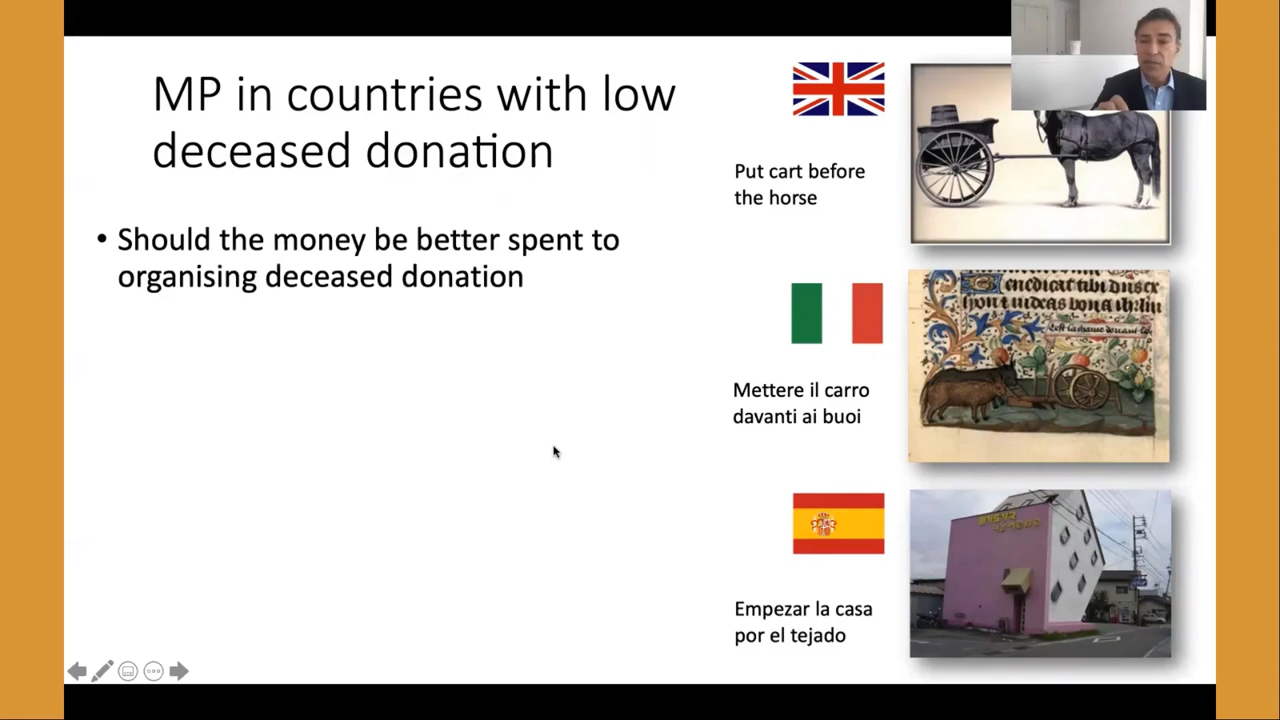 MP in countries with low
deceased donation
• Should the money be better spent to
organising deceased donation
Put cart before
the horse
Mettere il carro
davanti ai buoi
Empezar la casa
por el tejado